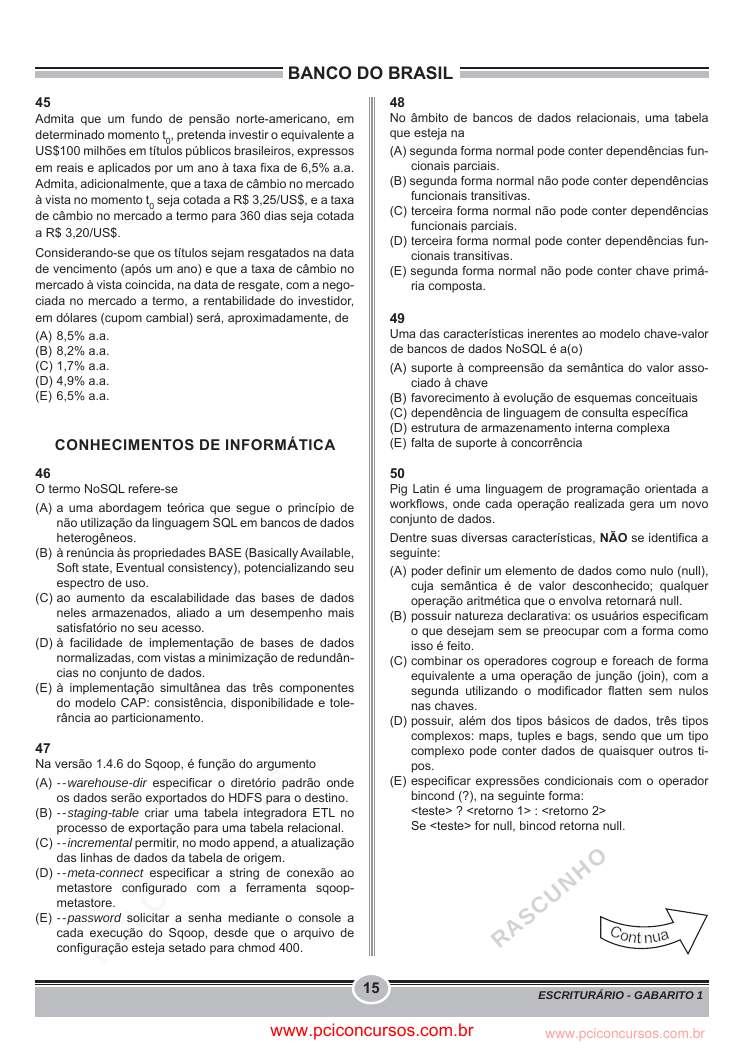 BANCO DO BRASIL
45
Admita que um fundo de pensão norte-americano, em
determinado momento t0, pretenda investir o equivalente a
US$100 milhões em títulos públicos brasileiros, expressos
em reais e aplicados por um ano à taxa fixa de 6,5% a.a.
Admita, adicionalmente, que a taxa de câmbio no mercado
à vista no momento t0 seja cotada a R$ 3,25/US$, e a taxa
de câmbio no mercado a termo para 360 dias seja cotada
a R$ 3,20/US$.
Considerando-se que os títulos sejam resgatados na data
de vencimento (após um ano) e que a taxa de câmbio no
mercado à vista coincida, na data de resgate, com a nego-
ciada no mercado a termo, a rentabilidade do investidor,
em dólares (cupom cambial) será, aproximadamente, de
(A) 8,5% a.a.
(B) 8,2% a.a.
(C) 1,7% a.a.
(D) 4,9% a.a.
(E) 6,5% a.a.
CONHECIMENTOS DE INFORMÁTICA
46
O termo NoSQL refere-se
(A) a uma abordagem teórica que segue o princípio de
não utilização da linguagem SQL em bancos de dados
heterogêneos.
(B) à renúncia às propriedades BASE (Basically Available,
Soft state, Eventual consistency), potencializando seu
espectro de uso.
(C) ao aumento da escalabilidade das bases de dados
neles armazenados, aliado a um desempenho mais
satisfatório no seu acesso.
(D) à facilidade de implementação de bases de dados
normalizadas, com vistas a minimização de redundân-
cias no conjunto de dados.
(E) à implementação simultânea das três componentes
do modelo CAP: consistência, disponibilidade e tole-
rância ao particionamento.
47
Na versão 1.4.6 do Sqoop, é função do argumento
(A) --warehouse-dir especificar o diretório padrão onde
os dados serão exportados do HDFS para o destino.
(B) --staging-table criar uma tabela integradora ETL no
processo de exportação para uma tabela relacional.
(C) --incremental permitir, no modo append, a atualização
das linhas de dados da tabela de origem.
(D) --meta-connect especificar a string de conexão ao
metastore configurado com a ferramenta sqoop-
metastore.
(E) --password solicitar a senha mediante o console a
cada execução do Sqoop, desde que o arquivo de
configuração esteja setado para chmod 400.
48
No âmbito de bancos de dados relacionais, uma tabela
que esteja na
(A) segunda forma normal pode conter dependências fun-
cionais parciais.
(B) segunda forma normal não pode conter dependências
funcionais transitivas.
(C) terceira forma normal não pode conter dependências
funcionais parciais.
(D) terceira forma normal pode conter dependências fun-
cionais transitivas.
(E) segunda forma normal não pode conter chave primá-
ria composta.
49
Uma das características inerentes ao modelo chave-valor
de bancos de dados NoSQL é a(o)
(A) suporte à compreensão da semântica do valor asso-
ciado à chave
(B) favorecimento à evolução de esquemas conceituais
(C) dependência de linguagem de consulta específica
(D) estrutura de armazenamento interna complexa
(E) falta de suporte à concorrência
50
Pig Latin é uma linguagem de programação orientada a
workflows, onde cada operação realizada gera um novo
conjunto de dados.
Dentre suas diversas características, NÃO se identifica a
seguinte:
(A) poder definir um elemento de dados como nulo (null),
cuja semântica é de valor desconhecido; qualquer
operação aritmética que o envolva retornará null.
(B) possuir natureza declarativa: os usuários especificam
o que desejam sem se preocupar com a forma como
isso é feito.
(C) combinar os operadores cogroup e foreach de forma
equivalente a uma operação de junção (join), com a
segunda utilizando o modificador flatten sem nulos
nas chaves.
(D) possuir, além dos tipos básicos de dados, três tipos
complexos: maps, tuples e bags, sendo que um tipo
complexo pode conter dados de quaisquer outros ti-
pos.
(E) especificar expressões condicionais com o operador
bincond (?), na seguinte forma:
<teste> ? <retorno 1> : <retorno 2>
Se <teste> for null, bincod retorna null.
RASCUNHO
Cont nua
15
ESCRITURÁRIO - GABARITO 1
www.pciconcursos.com.br
www.pciconcursos.com.br